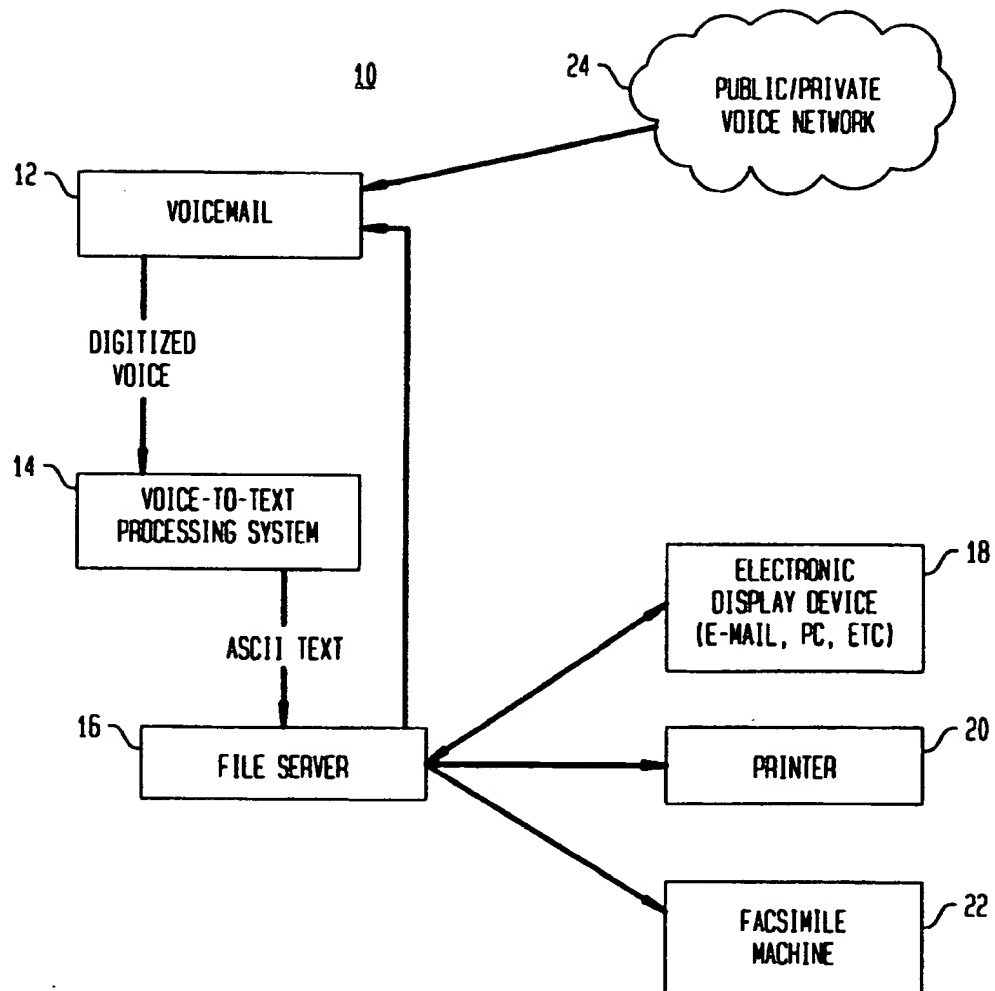 10
24
PUBLIC/PRIVATE
VOICE NETWORK
12
VOICEMAIL
DIGITIZED
VOICE
14
VOICE-TO-TEXT
PROCESSING SYSTEM
ASCII TEXT
16
FILE SERVER
18
ELECTRONIC
DISPLAY DEVICE
(E-MAIL, PC, ETC)
20
PRINTER
22
FACSIMILE
MACHINE